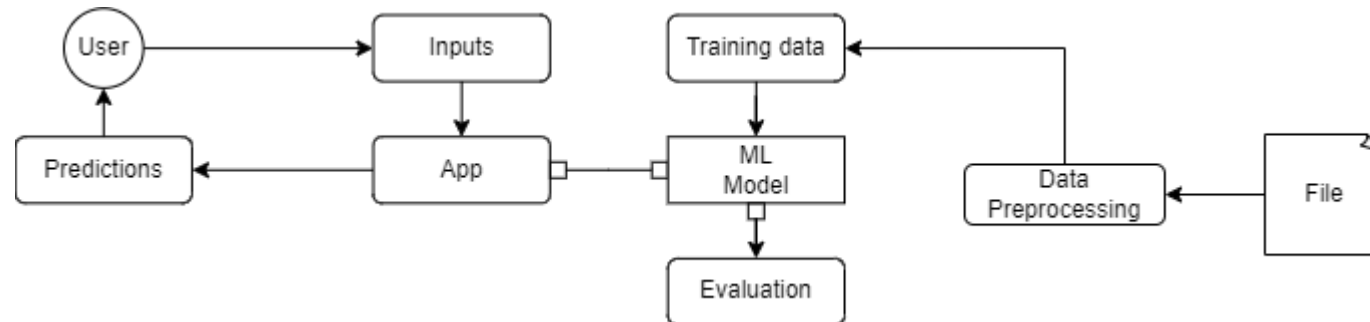 User
Inputs
Training data
Predictions
App
ML
Model
Data
Preprocessing
File
Evaluation